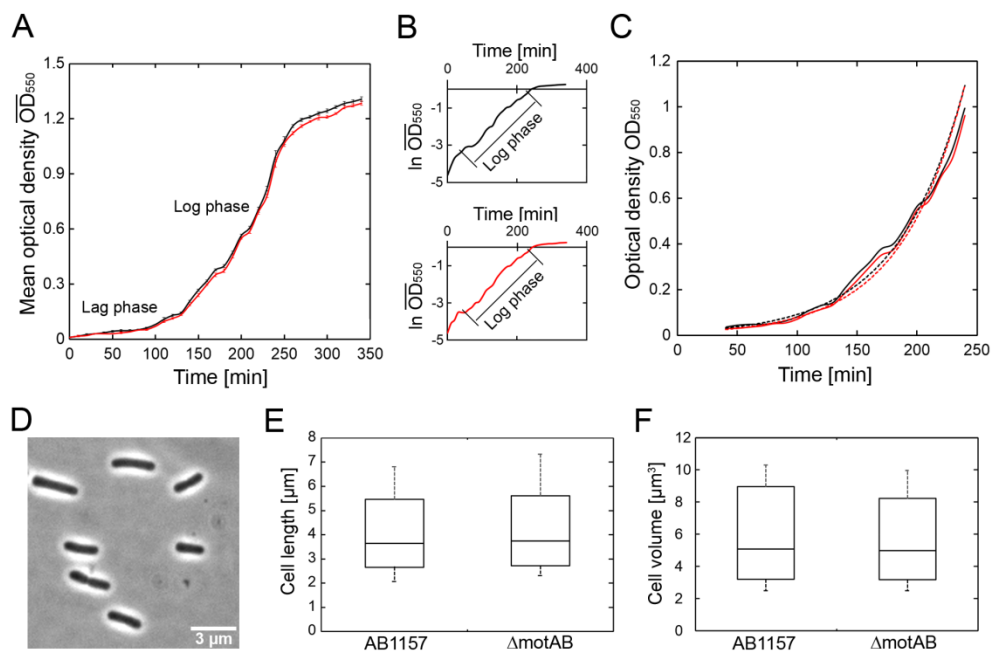 A
Mean optical density OD550
1.5
1.2
0.9
0.6
0.3
0
Log phase
Lag phase
0 50 100 150 200 250 300 350
Time [min]
B
Time [min]
0 200 400
ln OD550
-1
-3
-5
Log phase
Time [min]
0 200 400
ln OD550
-1
-3
-5
Log phase
C
Optical density OD550
1.2
1
0.8
0.6
0.4
0.2
0
0 50 100 150 200 250
Time [min]
D
3 μm
E
Cell length [μm]
8
7
6
5
4
3
2
1
0
AB1157 ΔmotAB
F
Cell volume [μm³]
12
10
8
6
4
2
0
AB1157 ΔmotAB